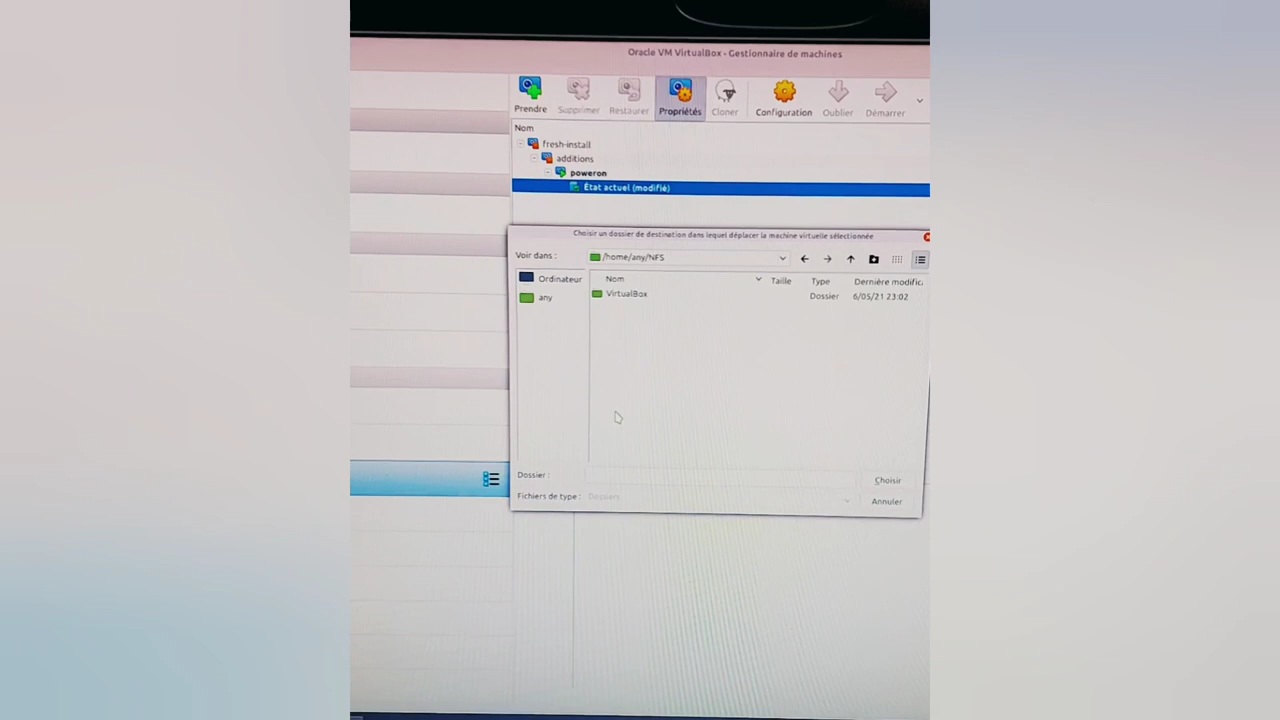 Oracle VM VirtualBox - Gestionnaire de machines
Prendre Supprimer Restaurer Propriétés Cloner Configuration Oublier Démarrer
Nom
fresh-install
additions
poweron
État actuel (modifié)
Choisir un dossier de destination dans lequel déplacer la machine virtuelle sélectionnée
Voir dans : /home/any/NFS
Ordinateur
any
Nom Taille Type Dernière modific
VirtualBox Dossier 6/05/21 23:02
Dossier : Choisir
Fichiers de type : Dossiers Annuler